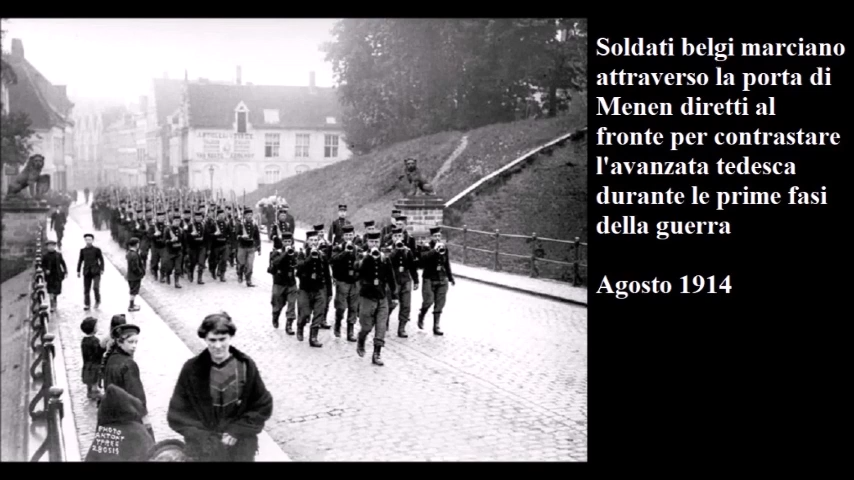 Soldati belgi marciano
attraverso la porta di
Menen diretti al
fronte per contrastare
l'avanzata tedesca
durante le prime fasi
della guerra
Agosto 1914
PHOTO
ANTONY
YPRES